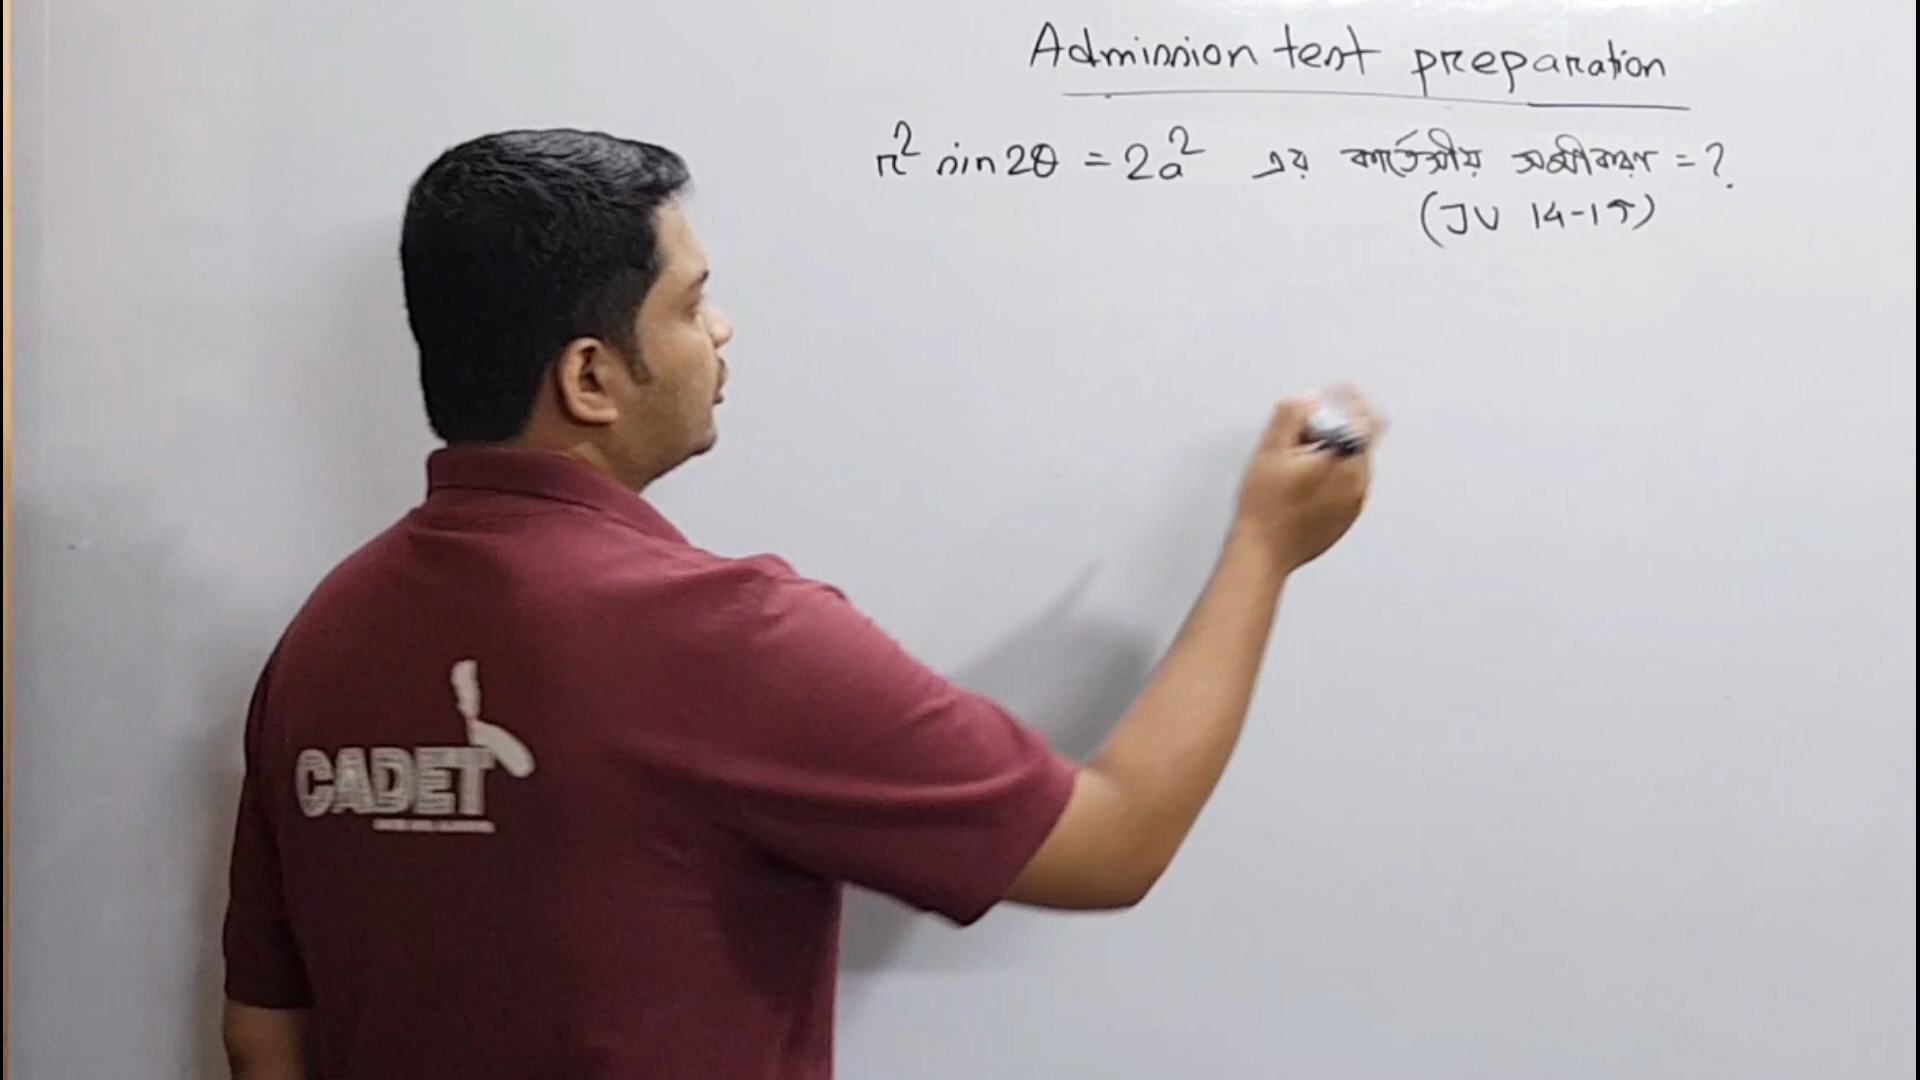 Admission test preparation
r² sin2θ = 2a² এর কার্তেসীয় সমীকরণ = ?
(JU 14-15)
CADET